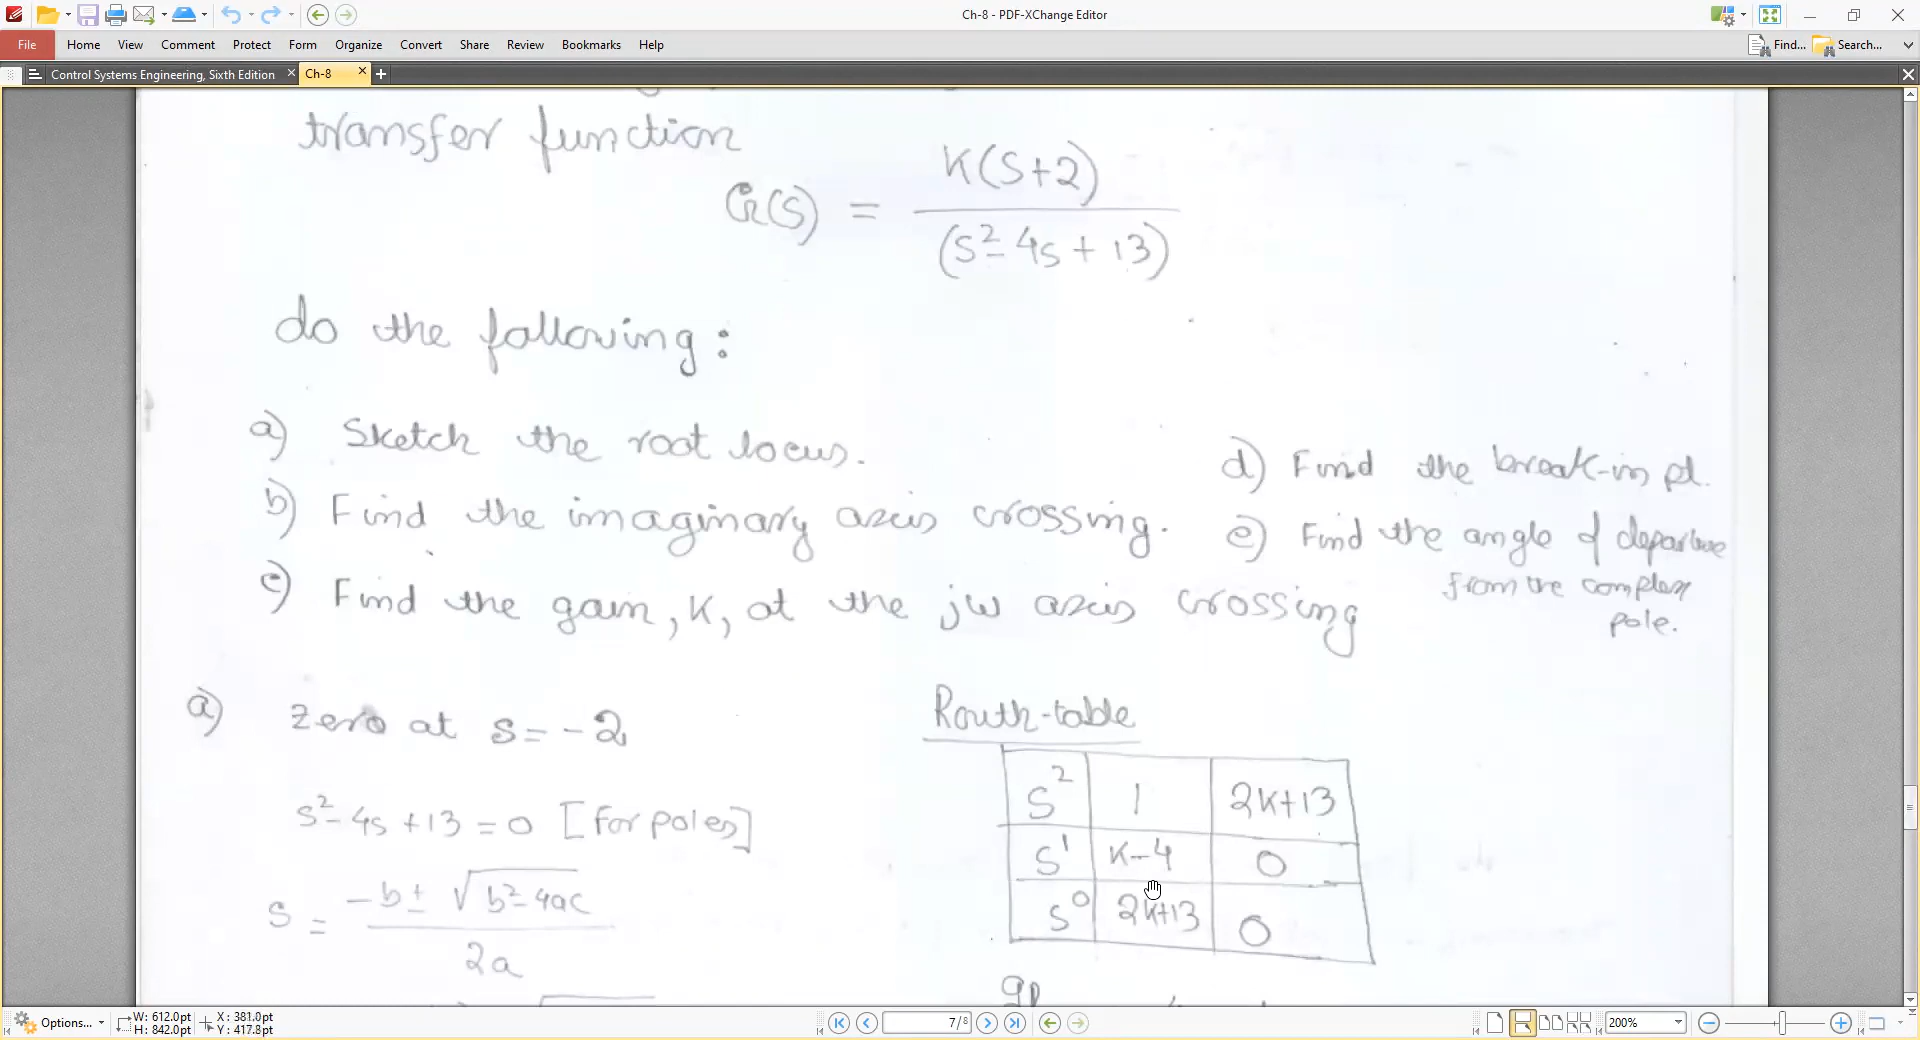 Ch-8 - PDF-XChange Editor
File Home View Comment Protect Form Organize Convert Share Review Bookmarks Help
Find... Search...
Control Systems Engineering, Sixth Edition Ch-8
transfer function
G(s) = K(S+2) / (S² - 4s + 13)
do the following:
a) Sketch the root locus.
b) Find the imaginary axis crossing.
c) Find the gain, K, at the jw axis crossing
d) Find the break-in pt.
e) Find the angle of departure
from the complex
pole.
a) Zero at s = -2
s² - 4s + 13 = 0 [For poles]
s = -b ± √b² - 4ac / 2a
Routh-table
S² 1 2K+13
S¹ K-4 0
S⁰ 2K+13 0
Options...
W: 612.0pt
H: 842.0pt
X: 381.0pt
Y: 417.8pt
7/8
200%